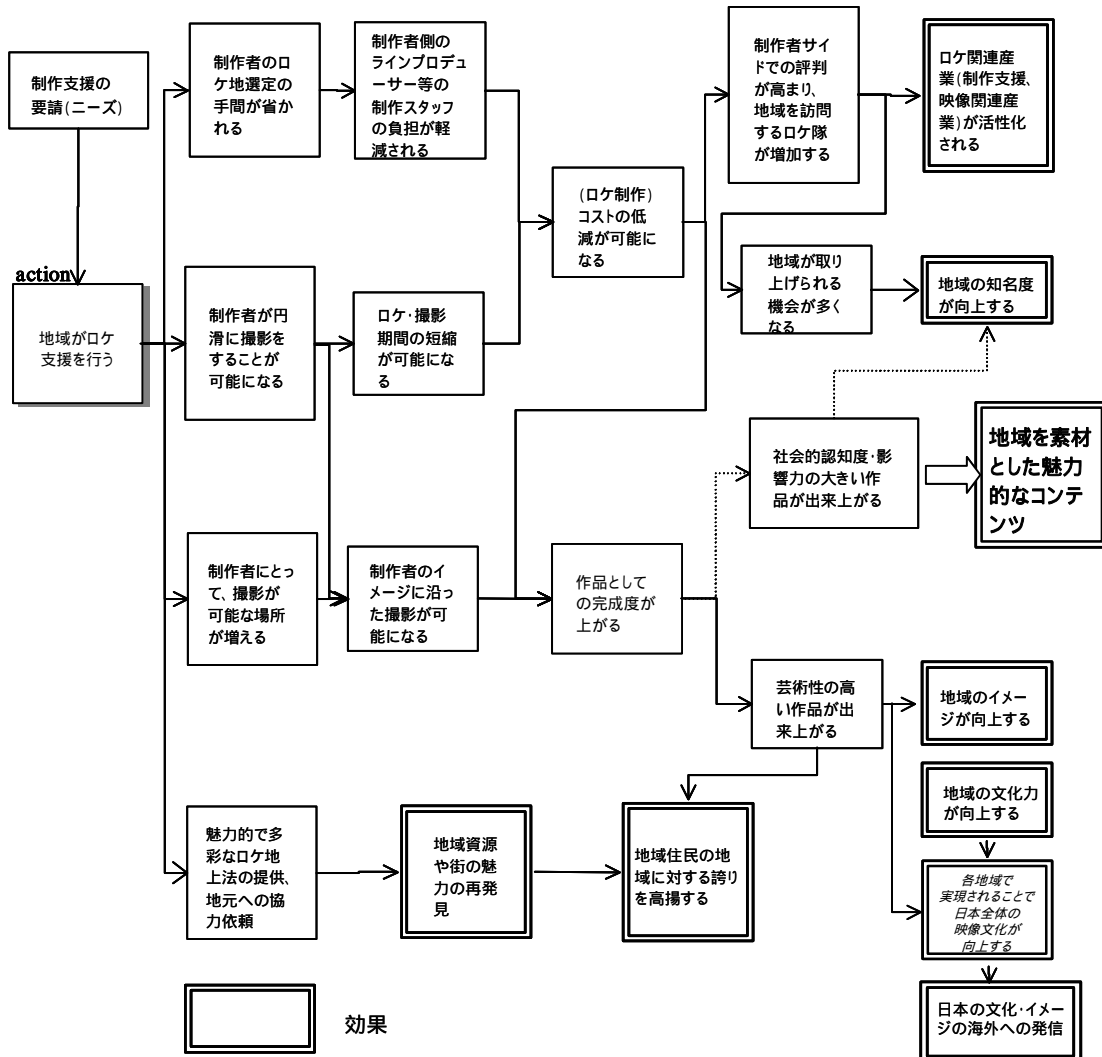 制作支援の
要請(ニーズ)
action
地域がロケ
支援を行う
制作者のロ
ケ地選定の
手間が省か
れる
制作者側の
ラインプロデュ
ーサー等の
制作スタッフ
の負担が軽
減される
制作者が円
滑に撮影を
することが
可能になる
ロケ・撮影
期間の短縮
が可能にな
る
(ロケ制作)
コストの低
減が可能に
なる
制作者サイ
ドでの評判
が高まり、
地域を訪問
するロケ隊
が増加する
ロケ関連産
業(制作支援、
映像関連産
業)が活性化
される
地域が取り
上げられる
機会が多く
なる
地域の知名度
が向上する
制作者にとっ
て、撮影が
可能な場所
が増える
制作者のイ
メージに沿っ
た撮影が可
能になる
作品として
の完成度が
上がる
社会的認知度・影
響力の大きい作
品が出来上がる
地域を素材
とした魅力
的なコンテ
ンツ
芸術性の高
い作品が出
来上がる
地域のイメー
ジが向上する
地域の文化力
が向上する
各地域で
実現されることで
日本全体の
映像文化が
向上する
日本の文化・イメー
ジの海外への発信
魅力的で多
彩なロケ地
上法の提供、
地元への協
力依頼
地域資源
や街の魅
力の再発
見
地域住民の地
域に対する誇り
を高揚する
効果